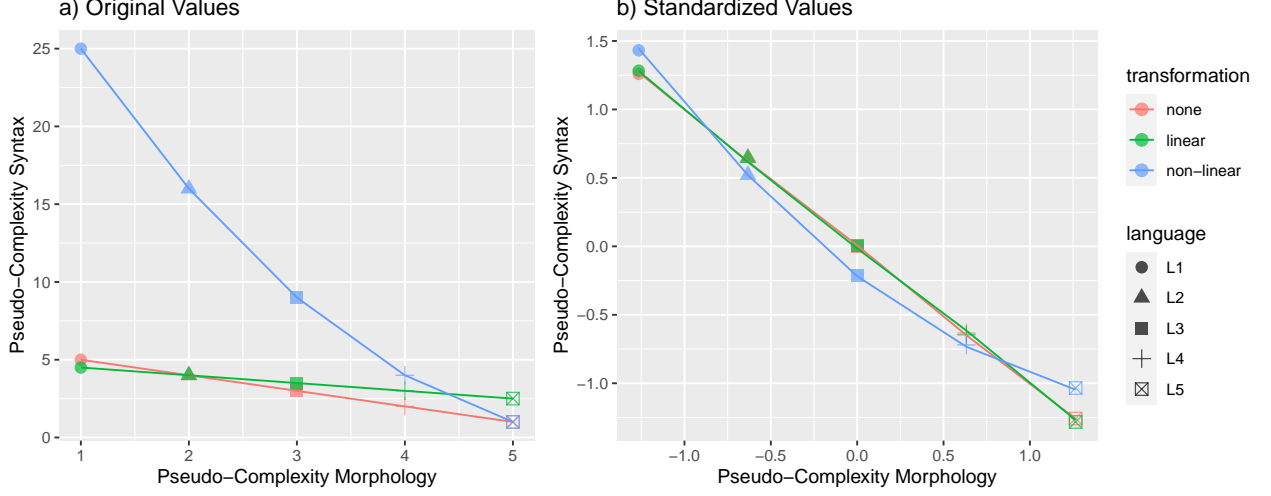 a) Original Values
b) Standardized Values
25
20
15
10
5
0
1 2 3 4 5
Pseudo−Complexity Morphology
Pseudo−Complexity Syntax
1.5
1.0
0.5
0.0
−0.5
−1.0
−1.0 −0.5 0.0 0.5 1.0
Pseudo−Complexity Morphology
Pseudo−Complexity Syntax
transformation
none
linear
non−linear
language
L1
L2
L3
L4
L5